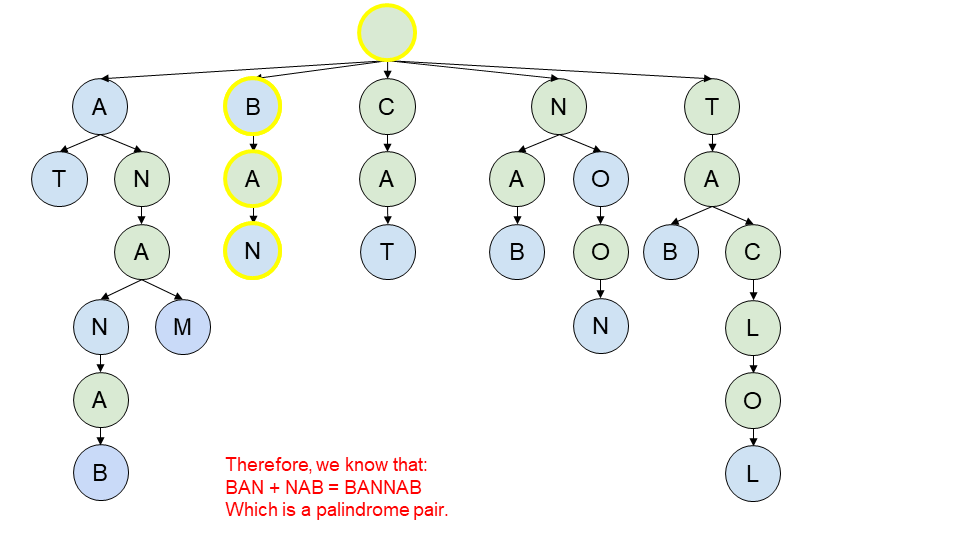 A B C N T
T N A A A O A
A N T B O B C
N M N L
A O
B L
Therefore, we know that:
BAN + NAB = BANNAB
Which is a palindrome pair.